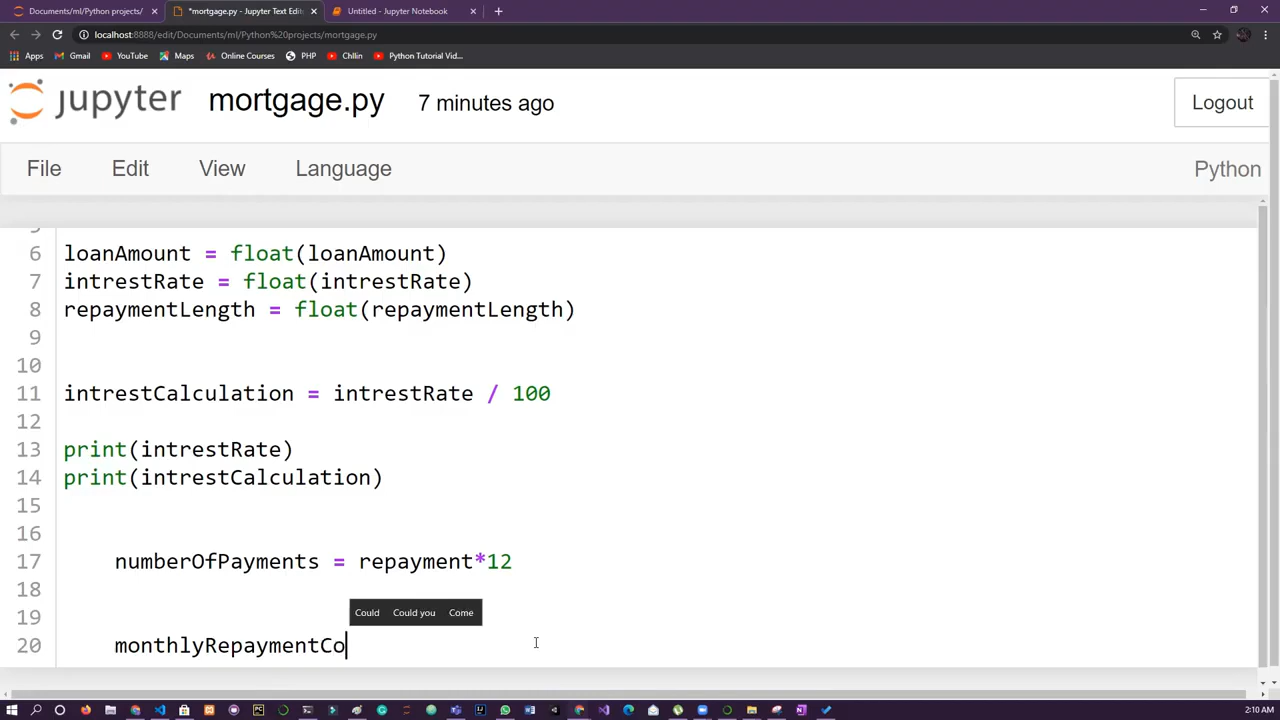 Documents/ml/Python projects/
*mortgage.py - Jupyter Text Edit
Untitled - Jupyter Notebook
localhost:8888/edit/Documents/ml/Python%20projects/mortgage.py
Apps Gmail YouTube Maps Online Courses PHP Chllin Python Tutorial Vid...
jupyter mortgage.py 7 minutes ago Logout
File Edit View Language Python
6 loanAmount = float(loanAmount)
7 intrestRate = float(intrestRate)
8 repaymentLength = float(repaymentLength)
9
10
11 intrestCalculation = intrestRate / 100
12
13 print(intrestRate)
14 print(intrestCalculation)
15
16
17 numberOfPayments = repayment*12
18
Could Could you Come
19
20 monthlyRepaymentCo
2:10 AM